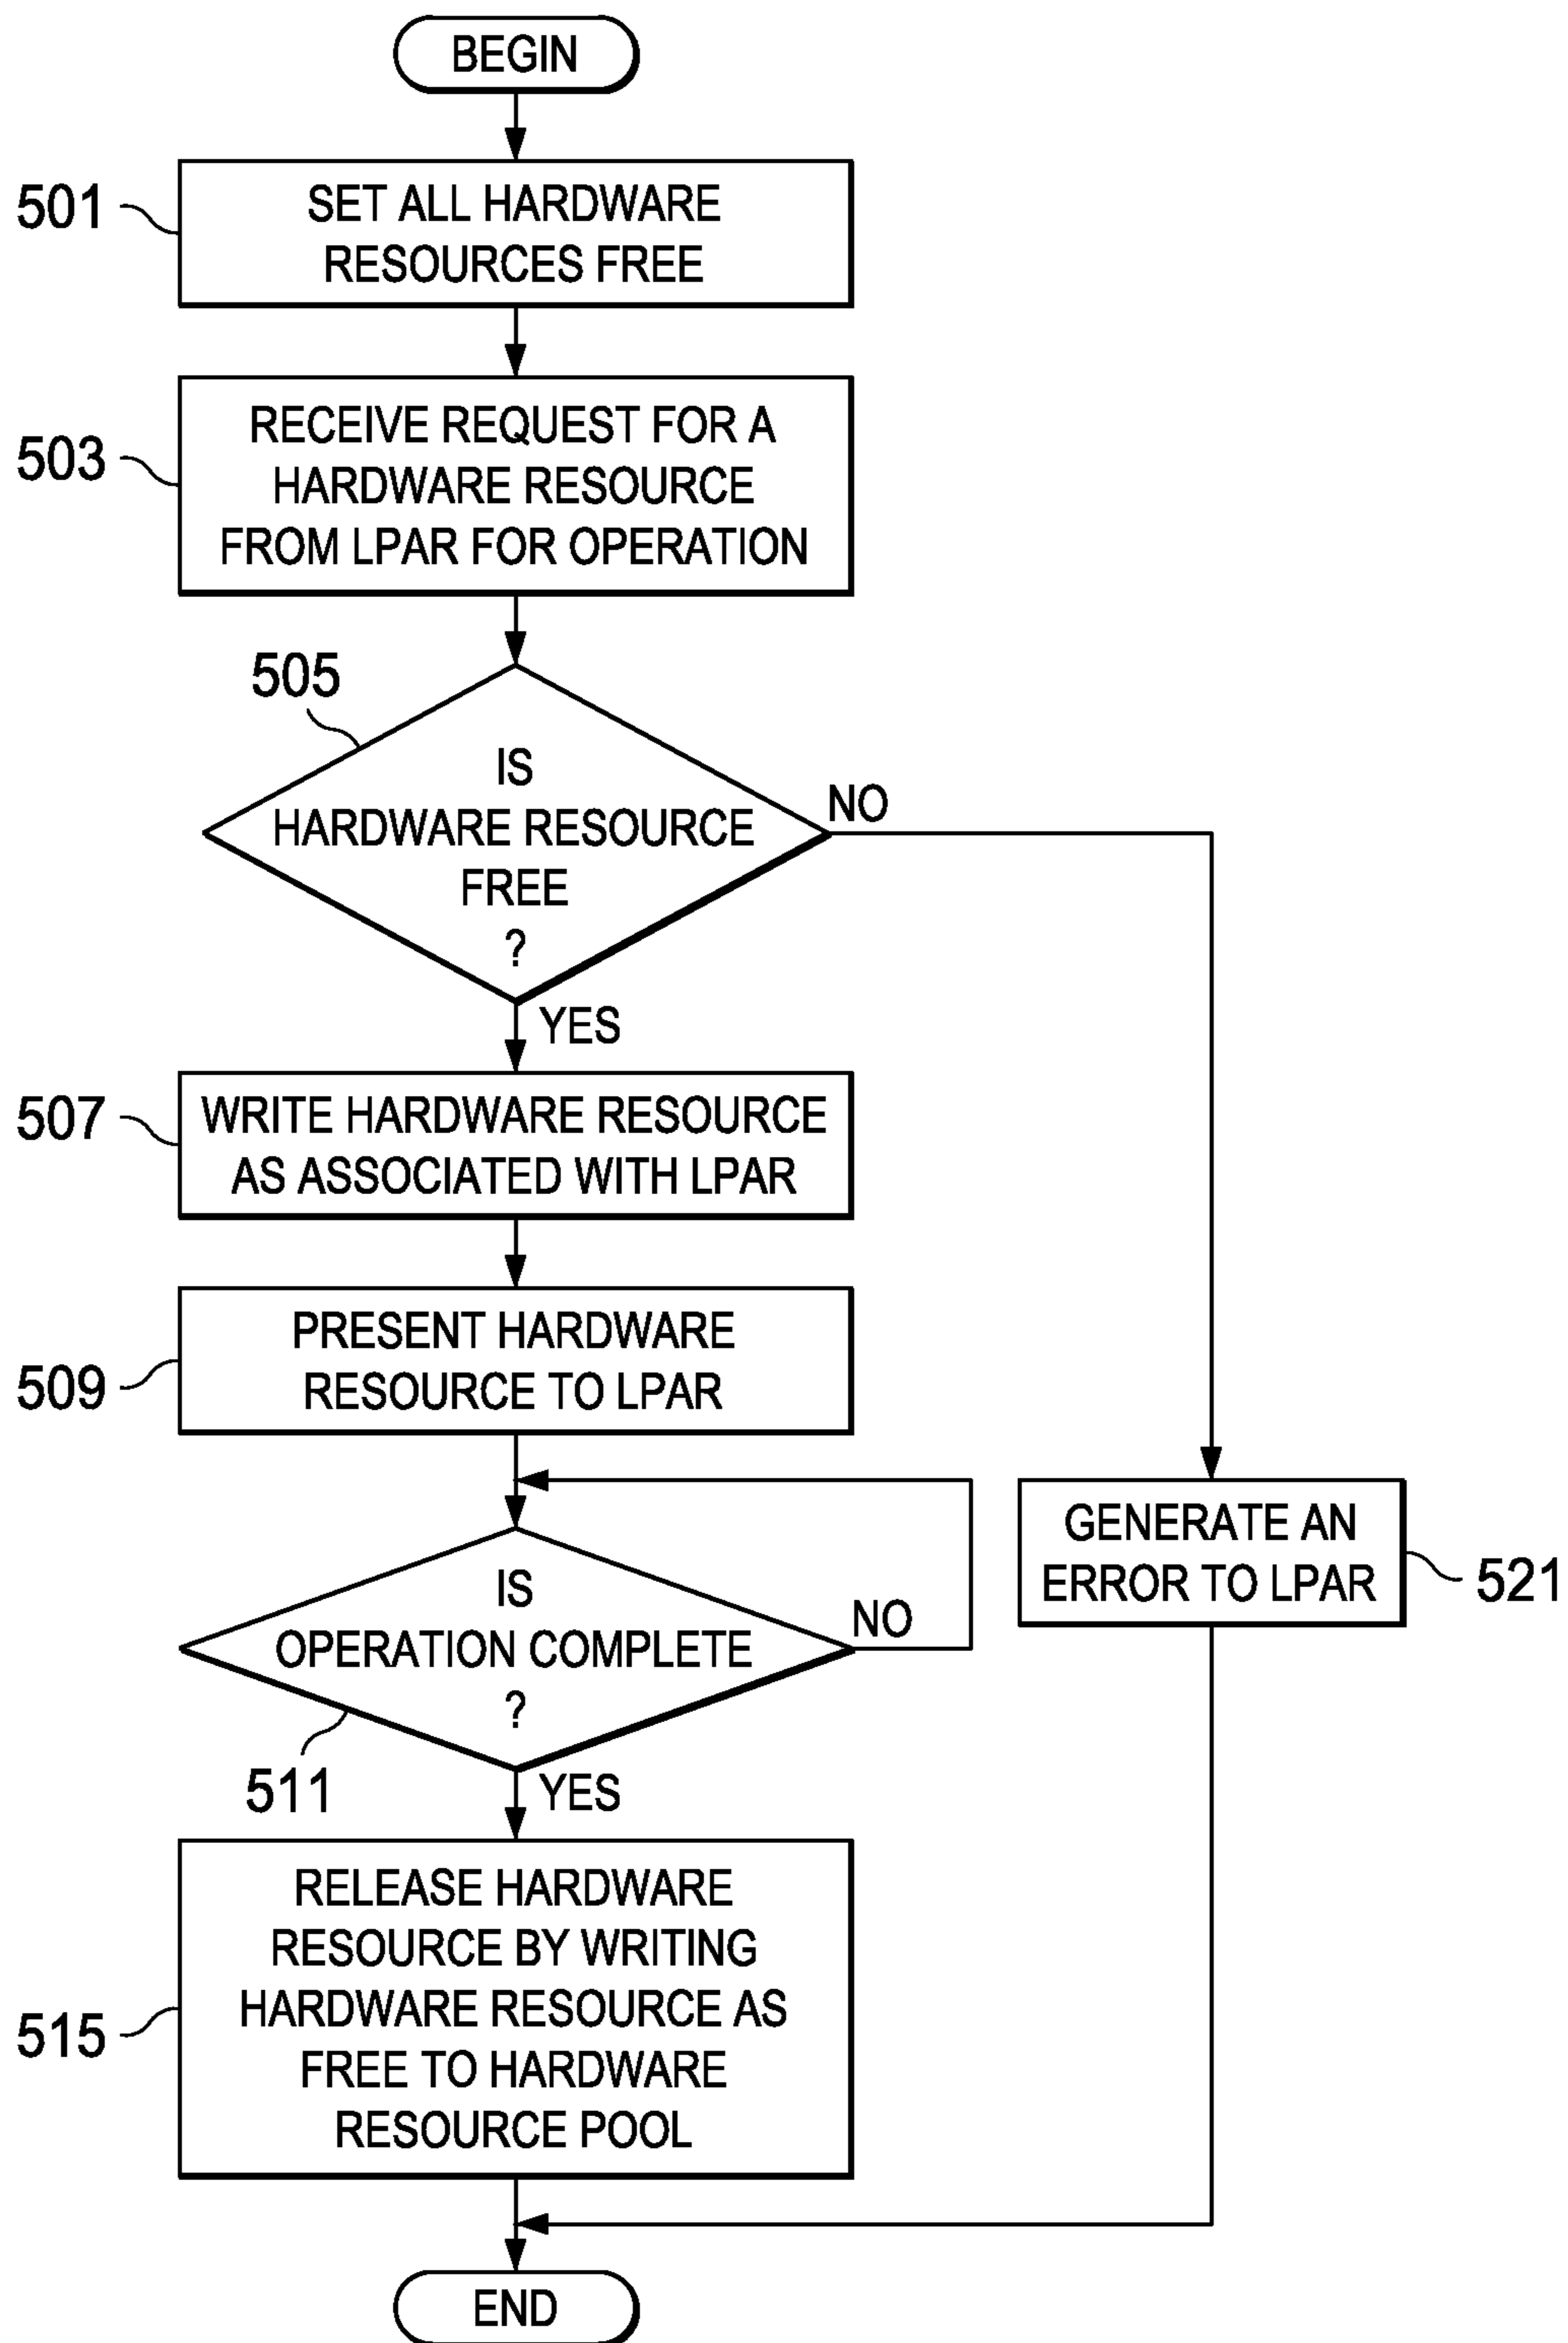 BEGIN
501
SET ALL HARDWARE
RESOURCES FREE
503
RECEIVE REQUEST FOR A
HARDWARE RESOURCE
FROM LPAR FOR OPERATION
505
IS
HARDWARE RESOURCE
FREE
?
NO
YES
507
WRITE HARDWARE RESOURCE
AS ASSOCIATED WITH LPAR
509
PRESENT HARDWARE
RESOURCE TO LPAR
IS
OPERATION COMPLETE
?
NO
511
YES
GENERATE AN
ERROR TO LPAR
521
515
RELEASE HARDWARE
RESOURCE BY WRITING
HARDWARE RESOURCE AS
FREE TO HARDWARE
RESOURCE POOL
END